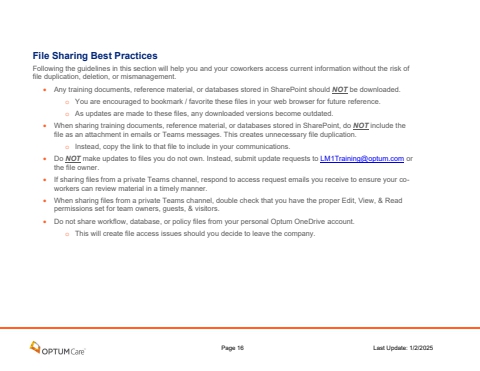 File Sharing Best Practices
Following the guidelines in this section will help you and your coworkers access current information without the risk of
file duplication, deletion, or mismanagement.
• Any training documents, reference material, or databases stored in SharePoint should NOT be downloaded.
o You are encouraged to bookmark / favorite these files in your web browser for future reference.
o As updates are made to these files, any downloaded versions become outdated.
• When sharing training documents, reference material, or databases stored in SharePoint, do NOT include the
file as an attachment in emails or Teams messages. This creates unnecessary file duplication.
o Instead, copy the link to that file to include in your communications.
• Do NOT make updates to files you do not own. Instead, submit update requests to LM1Training@optum.com or
the file owner.
• If sharing files from a private Teams channel, respond to access request emails you receive to ensure your co-
workers can review material in a timely manner.
• When sharing files from a private Teams channel, double check that you have the proper Edit, View, & Read
permissions set for team owners, guests, & visitors.
• Do not share workflow, database, or policy files from your personal Optum OneDrive account.
o This will create file access issues should you decide to leave the company.
OPTUMCare Page 16 Last Update: 1/2/2025